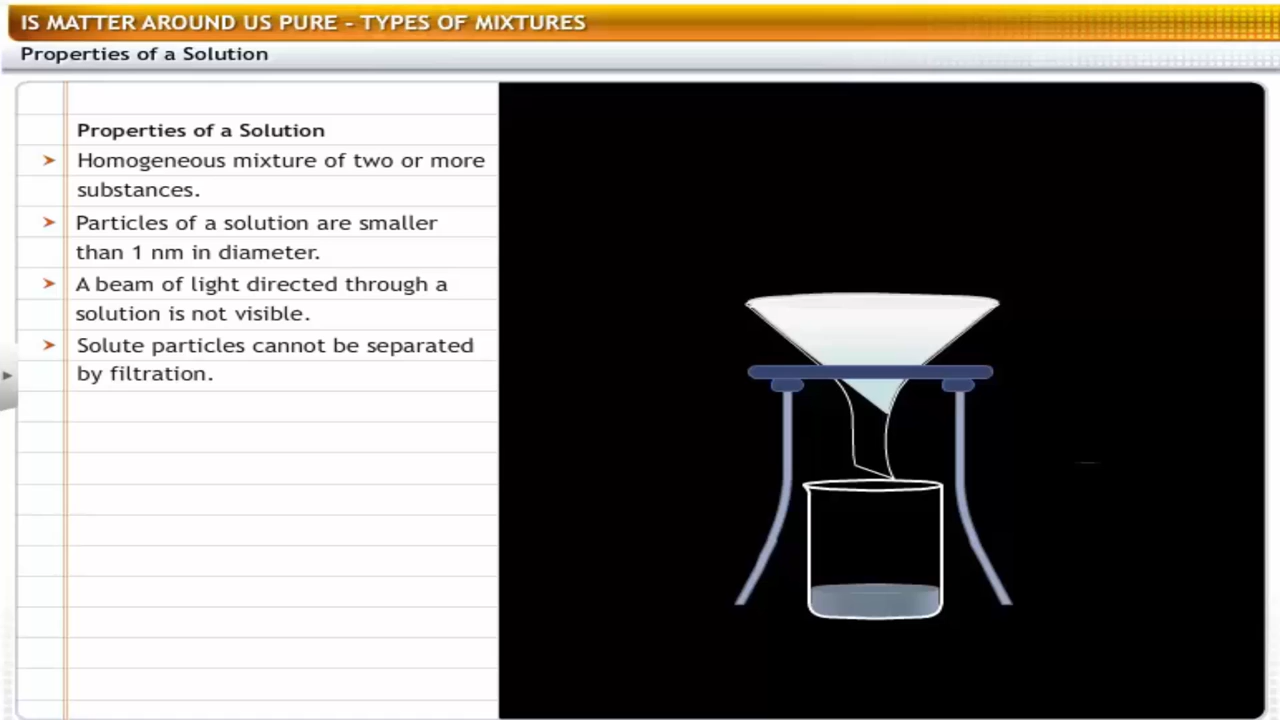 IS MATTER AROUND US PURE - TYPES OF MIXTURES
Properties of a Solution
Properties of a Solution
Homogeneous mixture of two or more
substances.
Particles of a solution are smaller
than 1 nm in diameter.
A beam of light directed through a
solution is not visible.
Solute particles cannot be separated
by filtration.